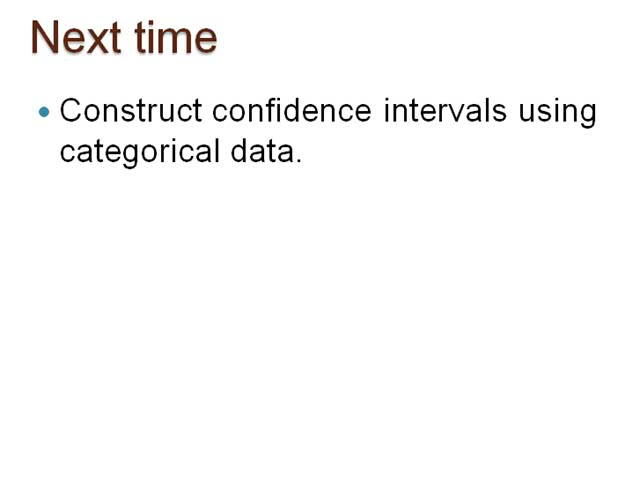 Next time
• Construct confidence intervals using
categorical data.